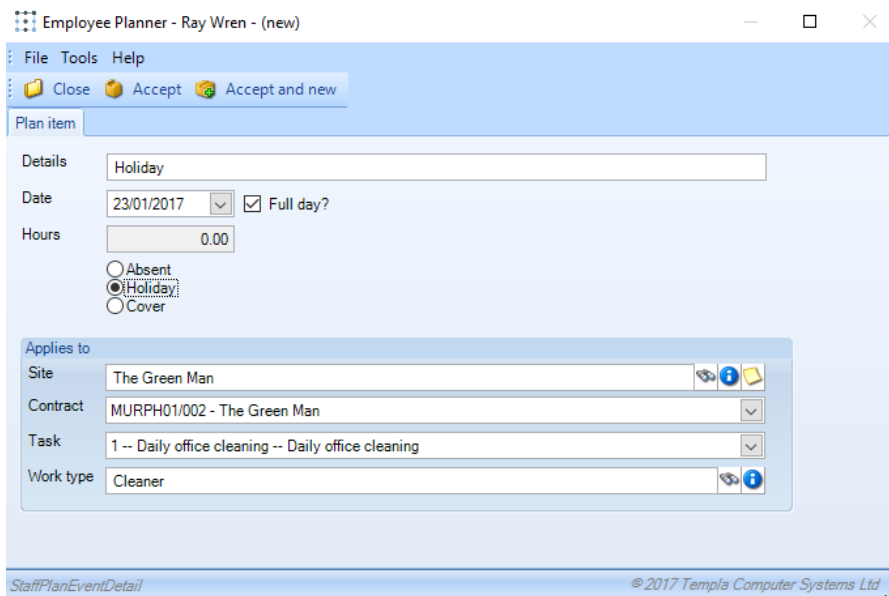 Employee Planner - Ray Wren - (new)
File Tools Help
Close Accept Accept and new
Plan item
Details Holiday
Date 23/01/2017 Full day?
Hours 0.00
Absent
Holiday
Cover
Applies to
Site The Green Man
Contract MURPH01/002 - The Green Man
Task 1 -- Daily office cleaning -- Daily office cleaning
Work type Cleaner
StaffPlanEventDetail © 2017 Templa Computer Systems Ltd